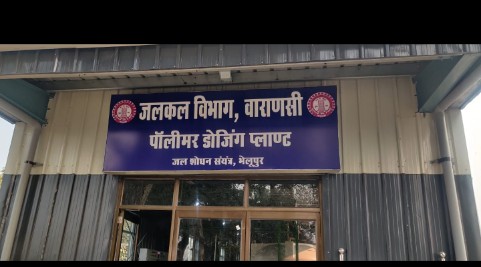 जलकल विभाग, वाराणसी
पॉलीमर डोजिंग प्लाण्ट
जल शोधन संयंत्र, भेलूपुर